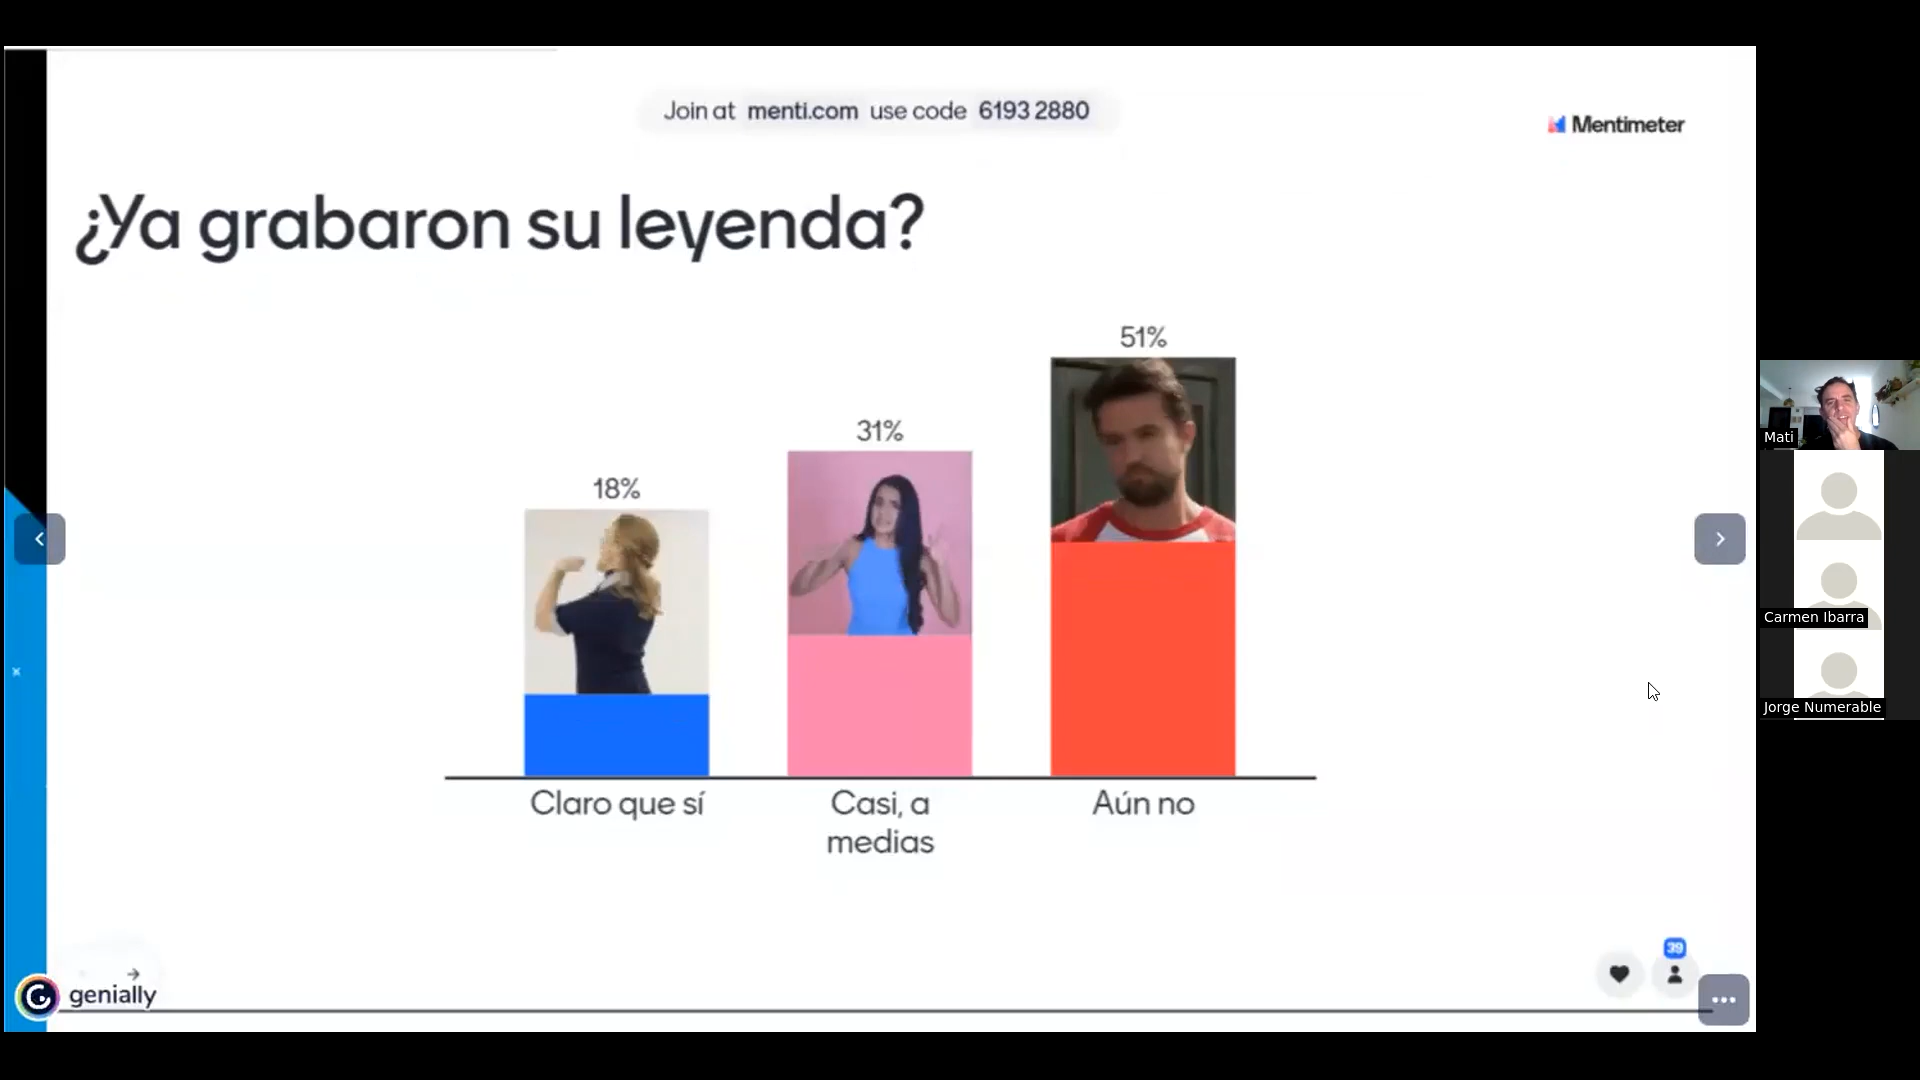 Join at menti.com use code 6193 2880
Mentimeter
¿Ya grabaron su leyenda?
18%
31%
51%
Claro que sí
Casi, a
medias
Aún no
39
genially
Mati
Carmen Ibarra
Jorge Numerable